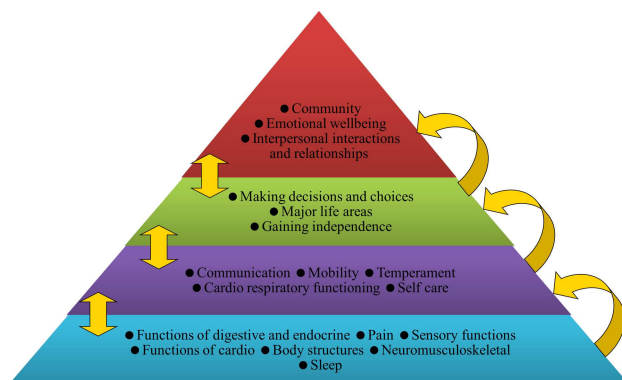 ● Community
● Emotional wellbeing
● Interpersonal interactions
and relationships
● Making decisions and choices
● Major life areas
● Gaining independence
● Communication ● Mobility ● Temperament
● Cardio respiratory functioning ● Self care
● Functions of digestive and endocrine ● Pain ● Sensory functions
● Functions of cardio ● Body structures ● Neuromusculoskeletal
● Sleep